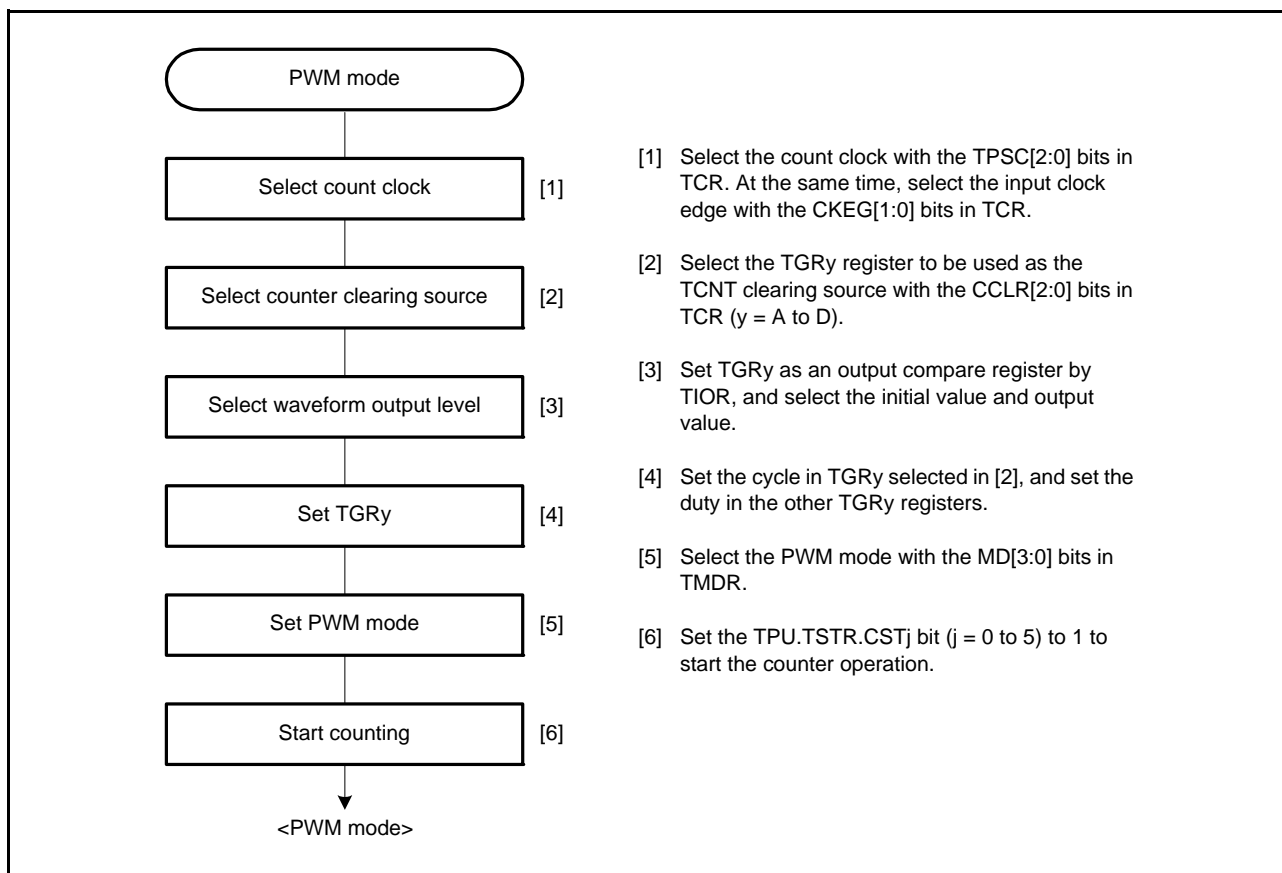 PWM mode
Select count clock
[1]
Select counter clearing source
[2]
Select waveform output level
[3]
Set TGRy
[4]
Set PWM mode
[5]
Start counting
[6]
<PWM mode>
[1] Select the count clock with the TPSC[2:0] bits in
TCR. At the same time, select the input clock
edge with the CKEG[1:0] bits in TCR.
[2] Select the TGRy register to be used as the
TCNT clearing source with the CCLR[2:0] bits in
TCR (y = A to D).
[3] Set TGRy as an output compare register by
TIOR, and select the initial value and output
value.
[4] Set the cycle in TGRy selected in [2], and set the
duty in the other TGRy registers.
[5] Select the PWM mode with the MD[3:0] bits in
TMDR.
[6] Set the TPU.TSTR.CSTj bit (j = 0 to 5) to 1 to
start the counter operation.